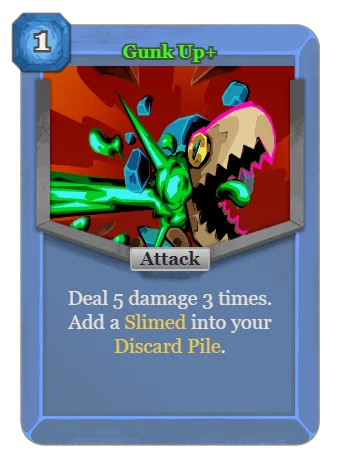 1
Gunk Up+
Attack
Deal 5 damage 3 times.
Add a Slimed into your
Discard Pile.